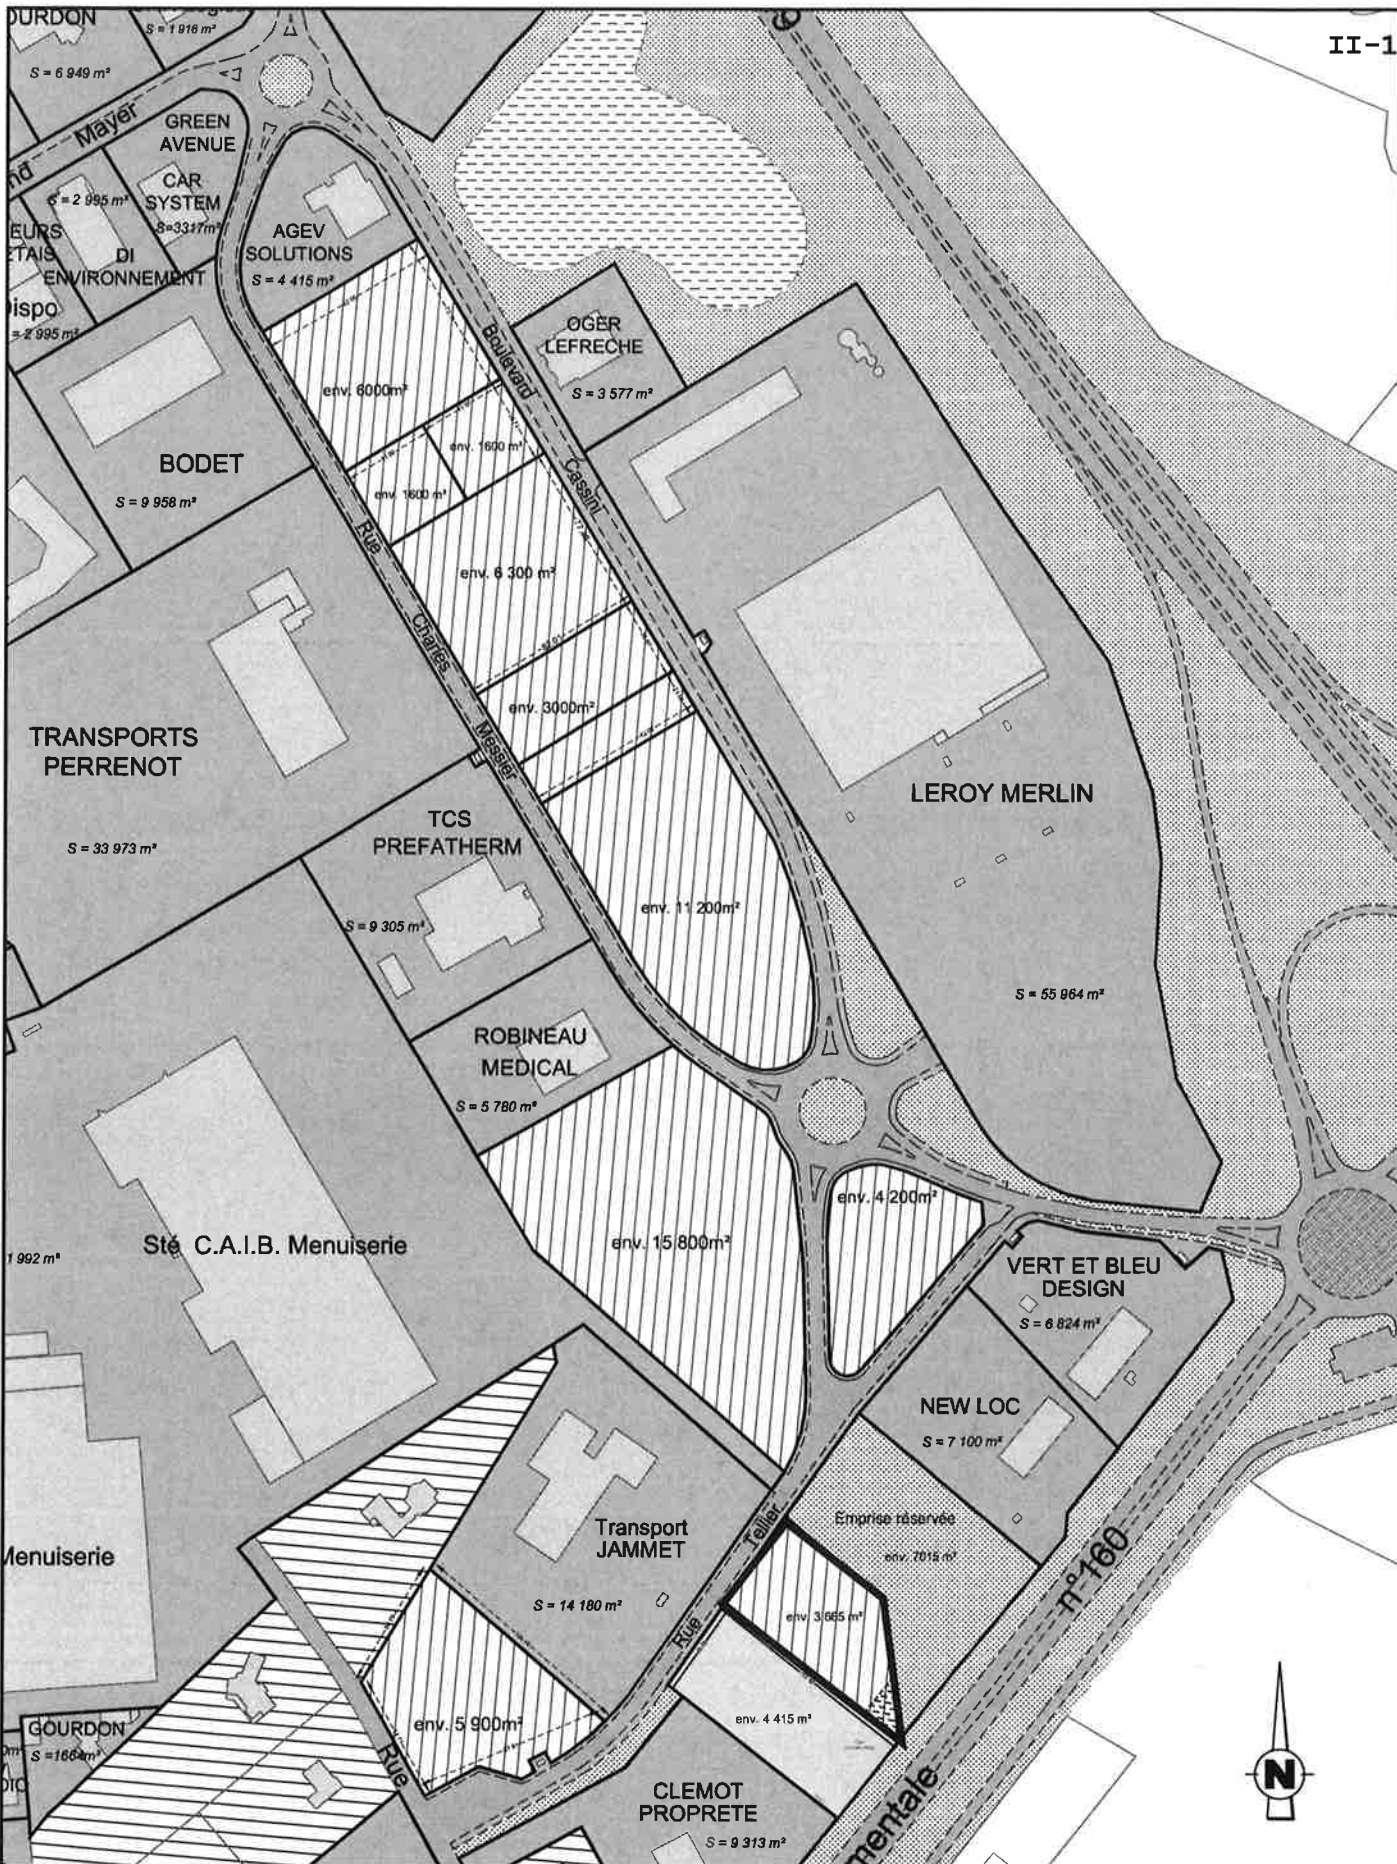 OURDON
S = 1 916 m²
S = 6 949 m²
II-1
9
nd Mayer
GREEN
AVENUE
CAR
SYSTEM
S=3317m²
S = 2 995 m²
EURS
ETAIS
DI
ENVIRONNEMENT
Dispo
= 2 995 m²
AGEV
SOLUTIONS
S = 4 415 m²
OGER
LEFRECHE
S = 3 577 m²
Boulevard
Cassini
env. 6000m²
env. 1600 m²
env. 1600 m²
env. 6 300 m²
env. 3000m²
env. 11 200m²
BODET
S = 9 958 m²
Rue
Charles
Messier
TRANSPORTS
PERRENOT
S = 33 973 m²
TCS
PREFATHERM
S = 9 305 m²
LEROY MERLIN
S = 55 964 m²
ROBINEAU
MEDICAL
S = 5 780 m²
env. 4 200m²
env. 15 800m²
Sté C.A.I.B. Menuiserie
1 992 m²
VERT ET BLEU
DESIGN
S = 6 824 m²
NEW LOC
S = 7 100 m²
Emprise réservée
env. 7015 m²
Transport
JAMMET
S = 14 180 m²
Rue Tellier
Menuiserie
env. 3 665 m²
env. 4 415 m²
env. 5 900m²
GOURDON
S =1664m²
Rue
CLEMOT
PROPRETE
S = 9 313 m²
mentale n° 160
N